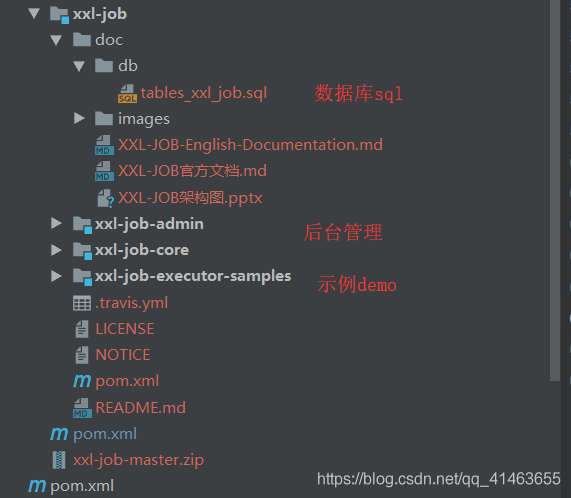 xxl-job
doc
db
tables_xxl_job.sql 数据库sql
images
XXL-JOB-English-Documentation.md
XXL-JOB官方文档.md
XXL-JOB架构图.pptx
xxl-job-admin 后台管理
xxl-job-core
xxl-job-executor-samples 示例demo
.travis.yml
LICENSE
NOTICE
pom.xml
README.md
pom.xml
xxl-job-master.zip
pom.xml
https://blog.csdn.net/qq_41463655